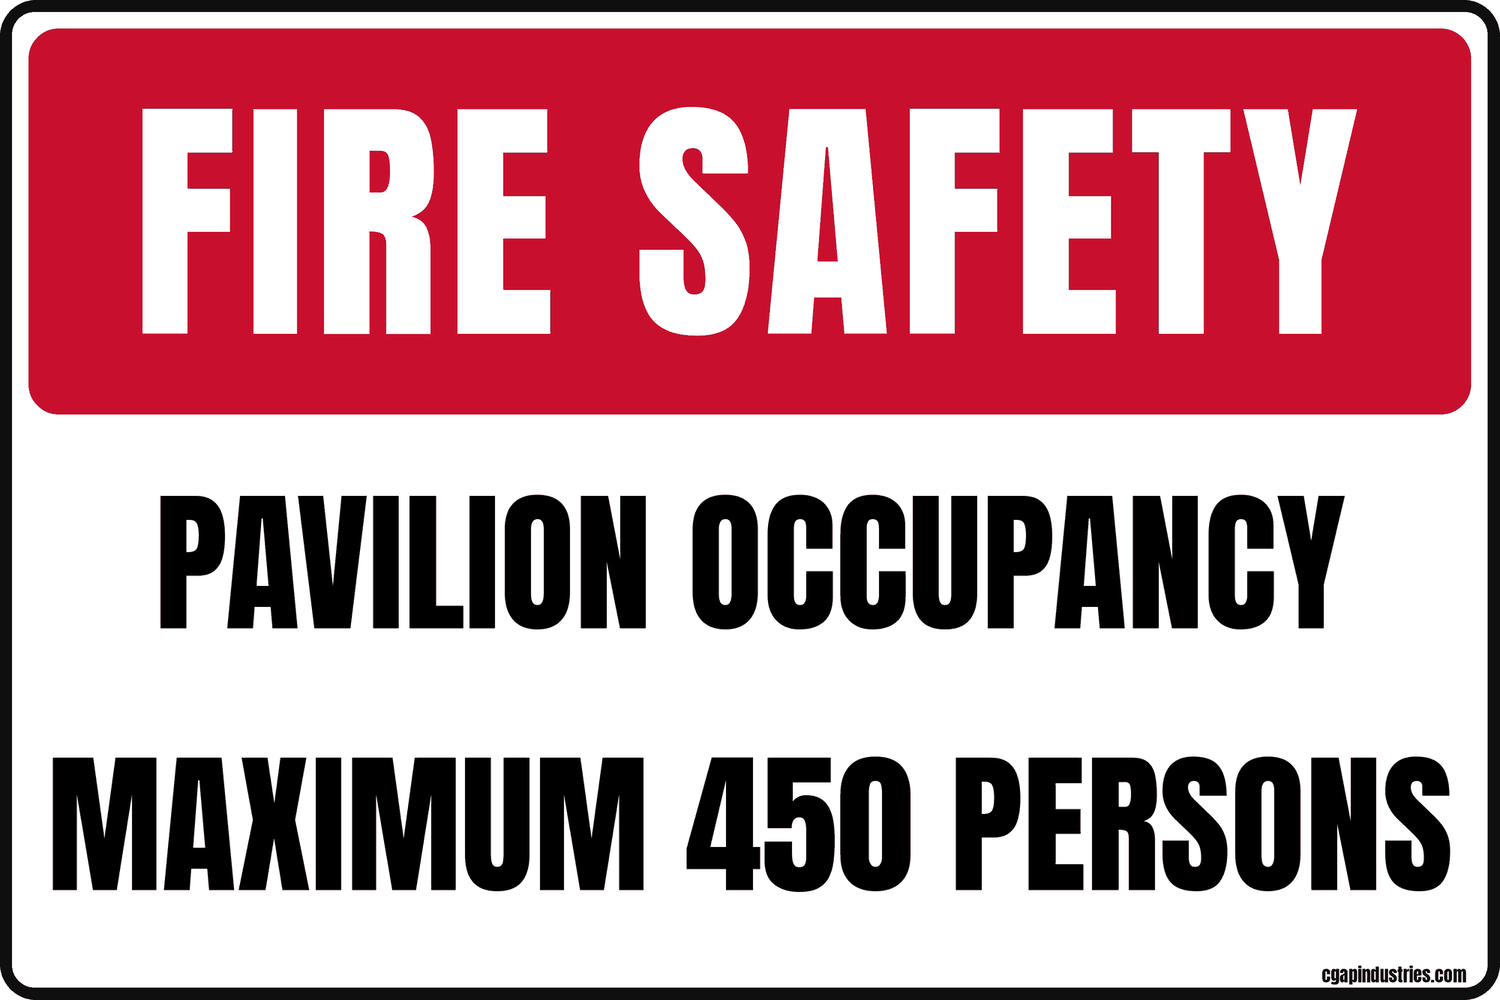 FIRE SAFETY
PAVILION OCCUPANCY
MAXIMUM 450 PERSONS
cgapindustries.com